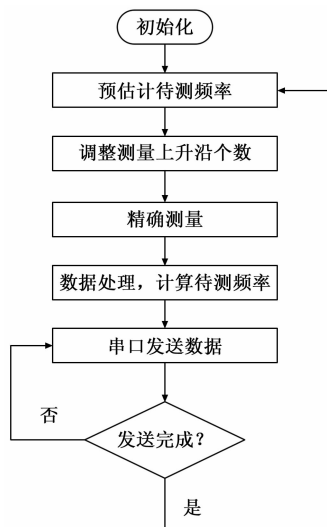 初始化
预估计待测频率
调整测量上升沿个数
精确测量
数据处理，计算待测频率
串口发送数据
否
发送完成？
是